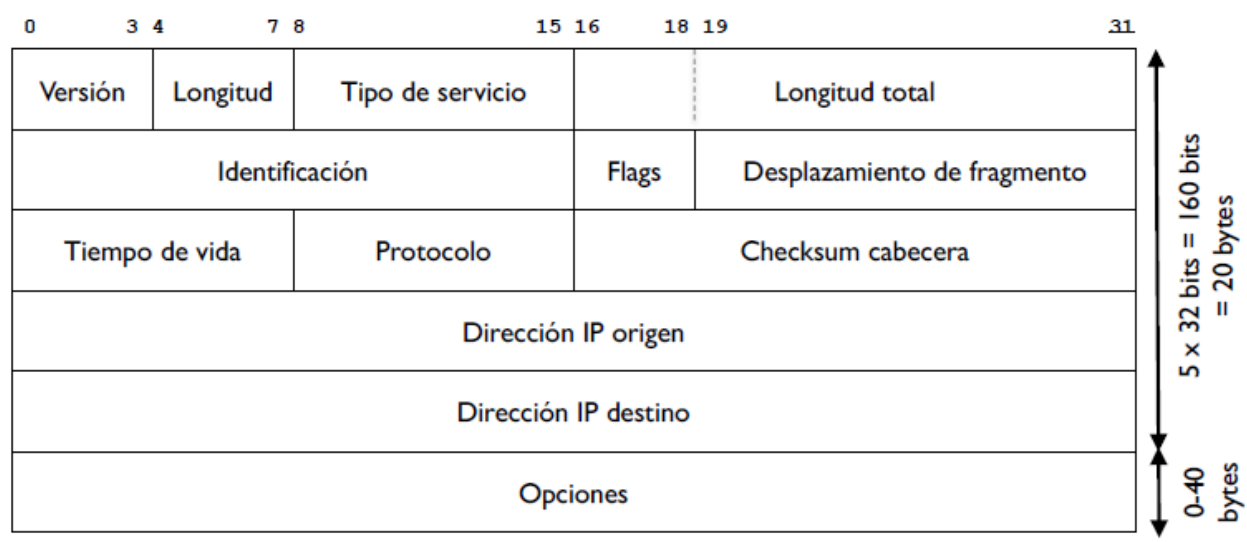 0 3 4 7 8 15 16 18 19 31
Versión Longitud Tipo de servicio Longitud total
Identificación Flags Desplazamiento de fragmento
Tiempo de vida Protocolo Checksum cabecera
Dirección IP origen
Dirección IP destino
Opciones
5 x 32 bits = 160 bits
= 20 bytes
0-40
bytes